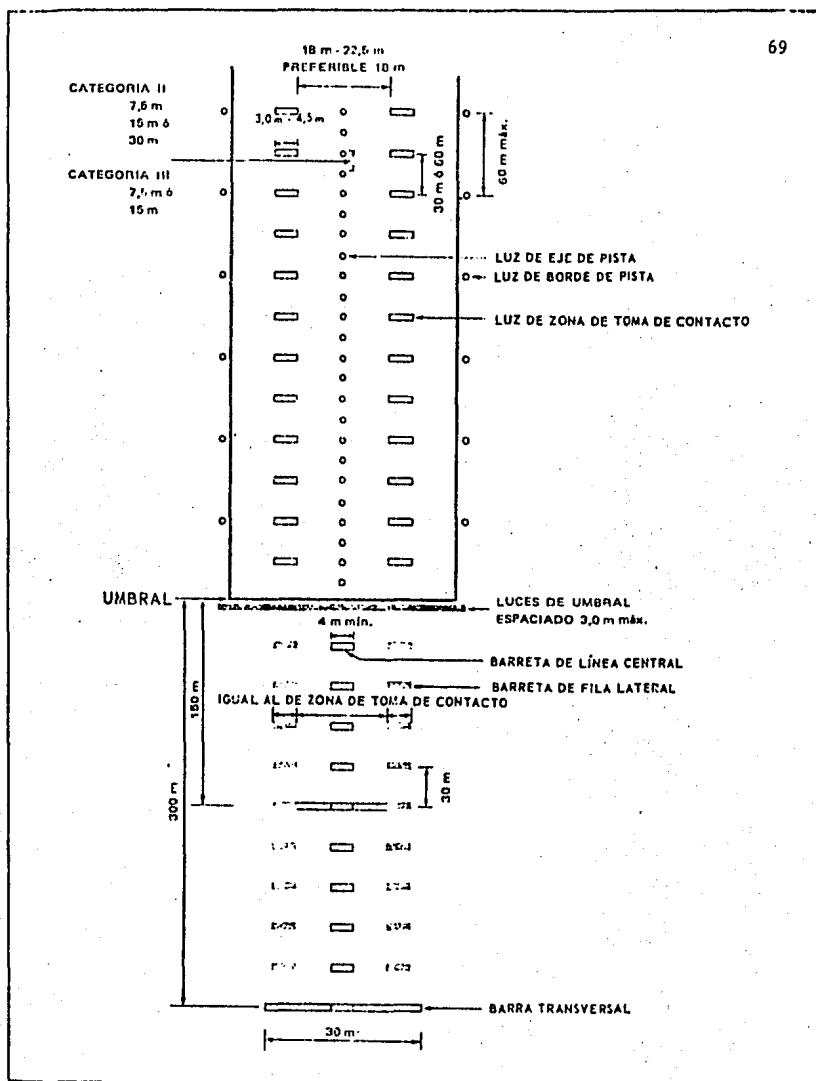 69
18 m - 22,5 m
PREFERIBLE 18 m
CATEGORIA II
7,5 m
15 m ó
30 m
3,0 m - 4,5 m
CATEGORIA III
7,5 m ó
15 m
30 m ó 60 m
60 m máx.
LUZ DE EJE DE PISTA
LUZ DE BORDE DE PISTA
LUZ DE ZONA DE TOMA DE CONTACTO
UMBRAL
LUCES DE UMBRAL
ESPACIADO 3,0 m máx.
4 m mín.
BARRETA DE LÍNEA CENTRAL
BARRETA DE FILA LATERAL
IGUAL AL DE ZONA DE TOMA DE CONTACTO
150 m
30 m
300 m
BARRA TRANSVERSAL
30 m